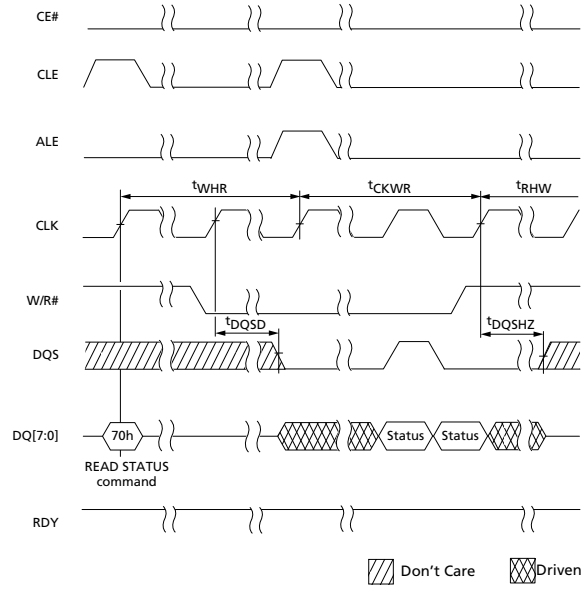 CE#
CLE
ALE
tWHR tCKWR tRHW
CLK
W/R#
tDQSD tDQSHZ
DQS
DQ[7:0] 70h Status Status
READ STATUS
command
RDY
Don't Care Driven